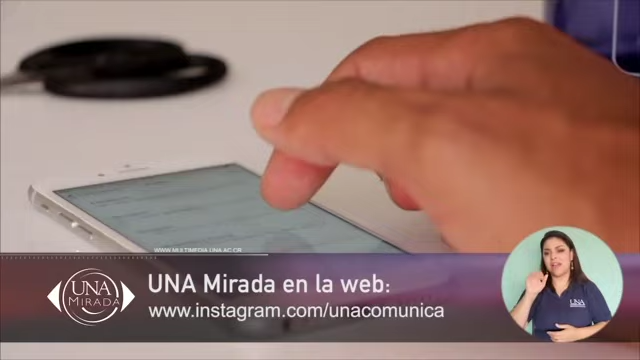 WWW.MULTIMEDIA.UNA.AC.CR
UNA Mirada en la web:
www.instagram.com/unacomunica
UNA
MIRADA
UNA